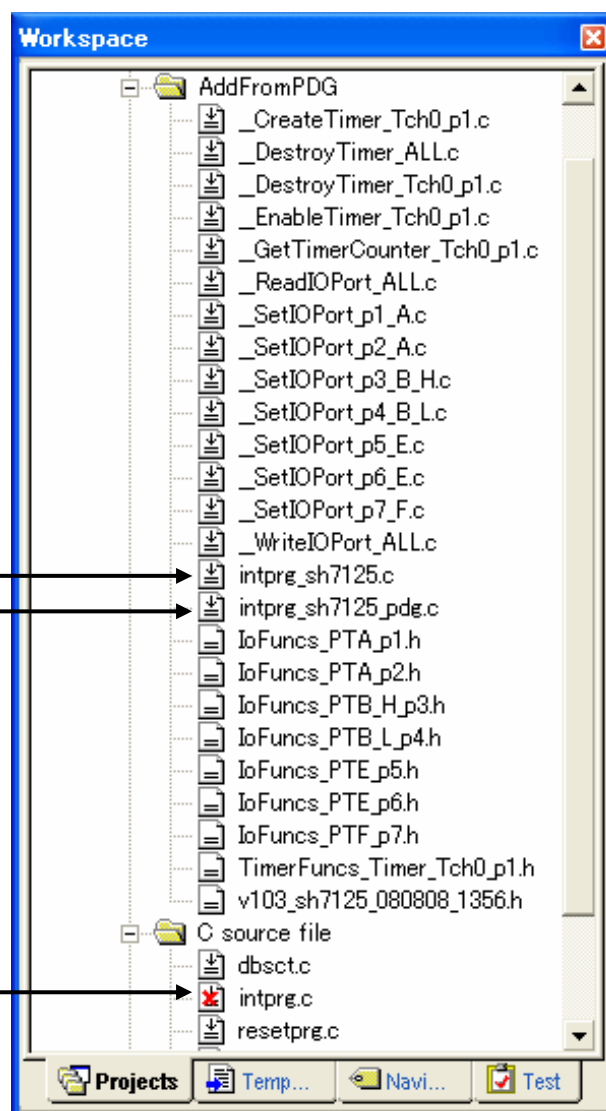 Workspace
AddFromPDG
_CreateTimer_Tch0_p1.c
_DestroyTimer_ALL.c
_DestroyTimer_Tch0_p1.c
_EnableTimer_Tch0_p1.c
_GetTimerCounter_Tch0_p1.c
_ReadIOPort_ALL.c
_SetIOPort_p1_A.c
_SetIOPort_p2_A.c
_SetIOPort_p3_B_H.c
_SetIOPort_p4_B_L.c
_SetIOPort_p5_E.c
_SetIOPort_p6_E.c
_SetIOPort_p7_F.c
_WriteIOPort_ALL.c
intprg_sh7125.c
intprg_sh7125_pdg.c
IoFuncs_PTA_p1.h
IoFuncs_PTA_p2.h
IoFuncs_PTB_H_p3.h
IoFuncs_PTB_L_p4.h
IoFuncs_PTE_p5.h
IoFuncs_PTE_p6.h
IoFuncs_PTF_p7.h
TimerFuncs_Timer_Tch0_p1.h
v103_sh7125_080808_1356.h
C source file
dbsct.c
intprg.c
resetprg.c
Projects Temp... Navi... Test